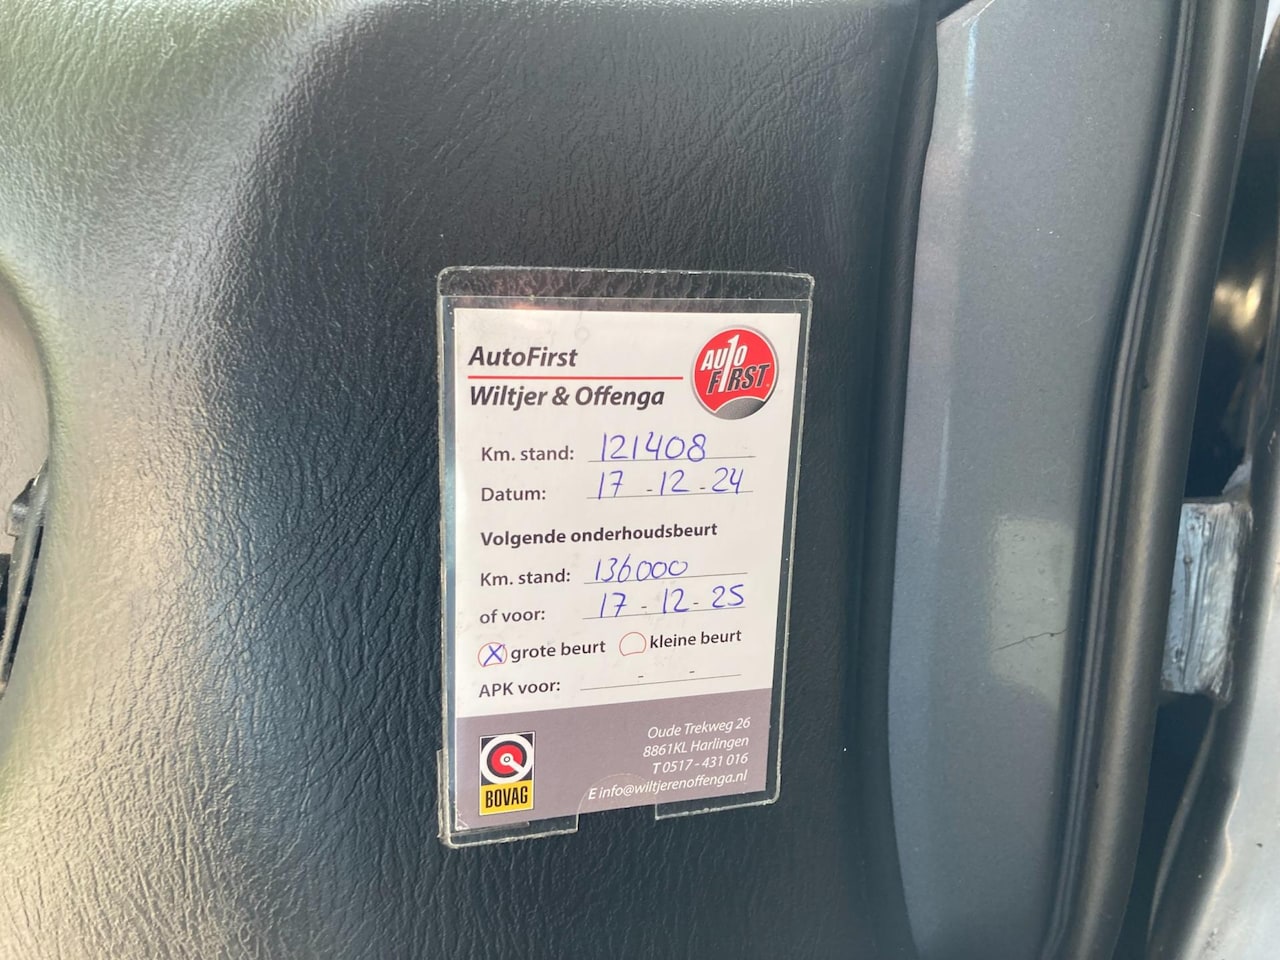 AutoFirst
Wiltjer & Offenga
AUTO
FIRST
Km. stand: 121408
Datum: 17-12-24
Volgende onderhoudsbeurt
Km. stand: 136000
of voor: 17-12-25
X grote beurt kleine beurt
APK voor: - -
BOVAG
Oude Trekweg 26
8861KL Harlingen
T 0517 - 431 016
E info@wiltjerenoffenga.nl